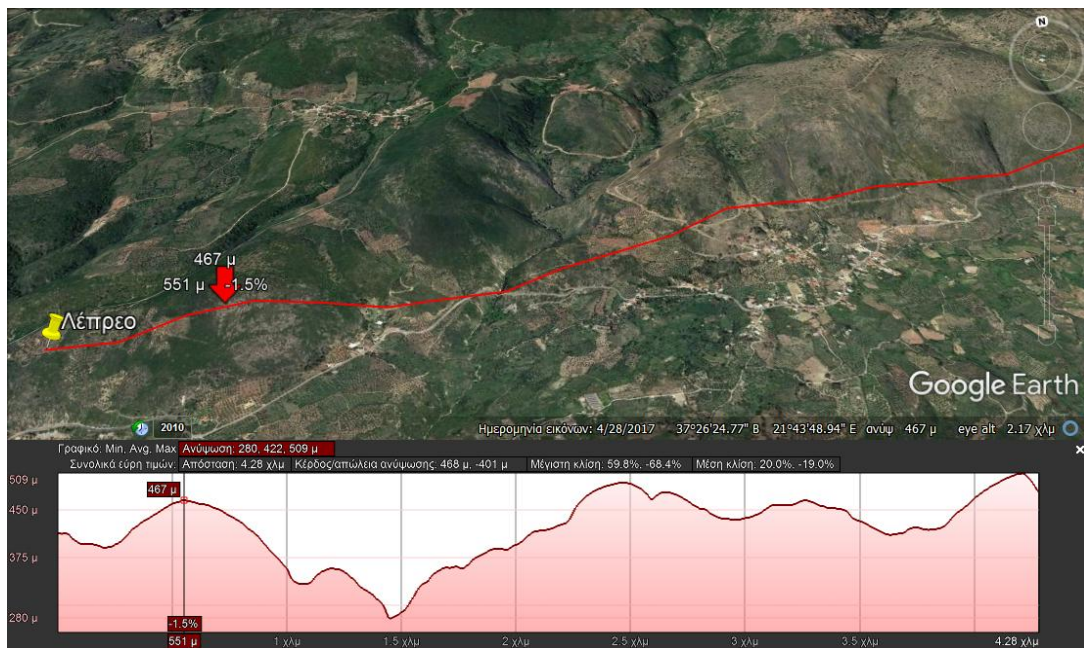 N
467 μ
551 μ -1.5%
Λέπρεο
Google Earth
2010
Ημερομηνία εικόνων: 4/28/2017 37°26'24.77" Β 21°43'48.94" Ε ανύψ 467 μ eye alt 2.17 χλμ
Γραφικό: Min, Avg, Max Ανύψωση: 280, 422, 509 μ
Συνολικά εύρη τιμών: Απόσταση: 4.28 χλμ Κέρδος/απώλεια ανύψωσης: 468 μ, -401 μ Μέγιστη κλίση: 59.8%, -68.4% Μέση κλίση: 20.0%, -19.0%
509 μ
467 μ
450 μ
375 μ
280 μ
-1.5%
551 μ 1 χλμ 1.5 χλμ 2 χλμ 2.5 χλμ 3 χλμ 3.5 χλμ 4.28 χλμ